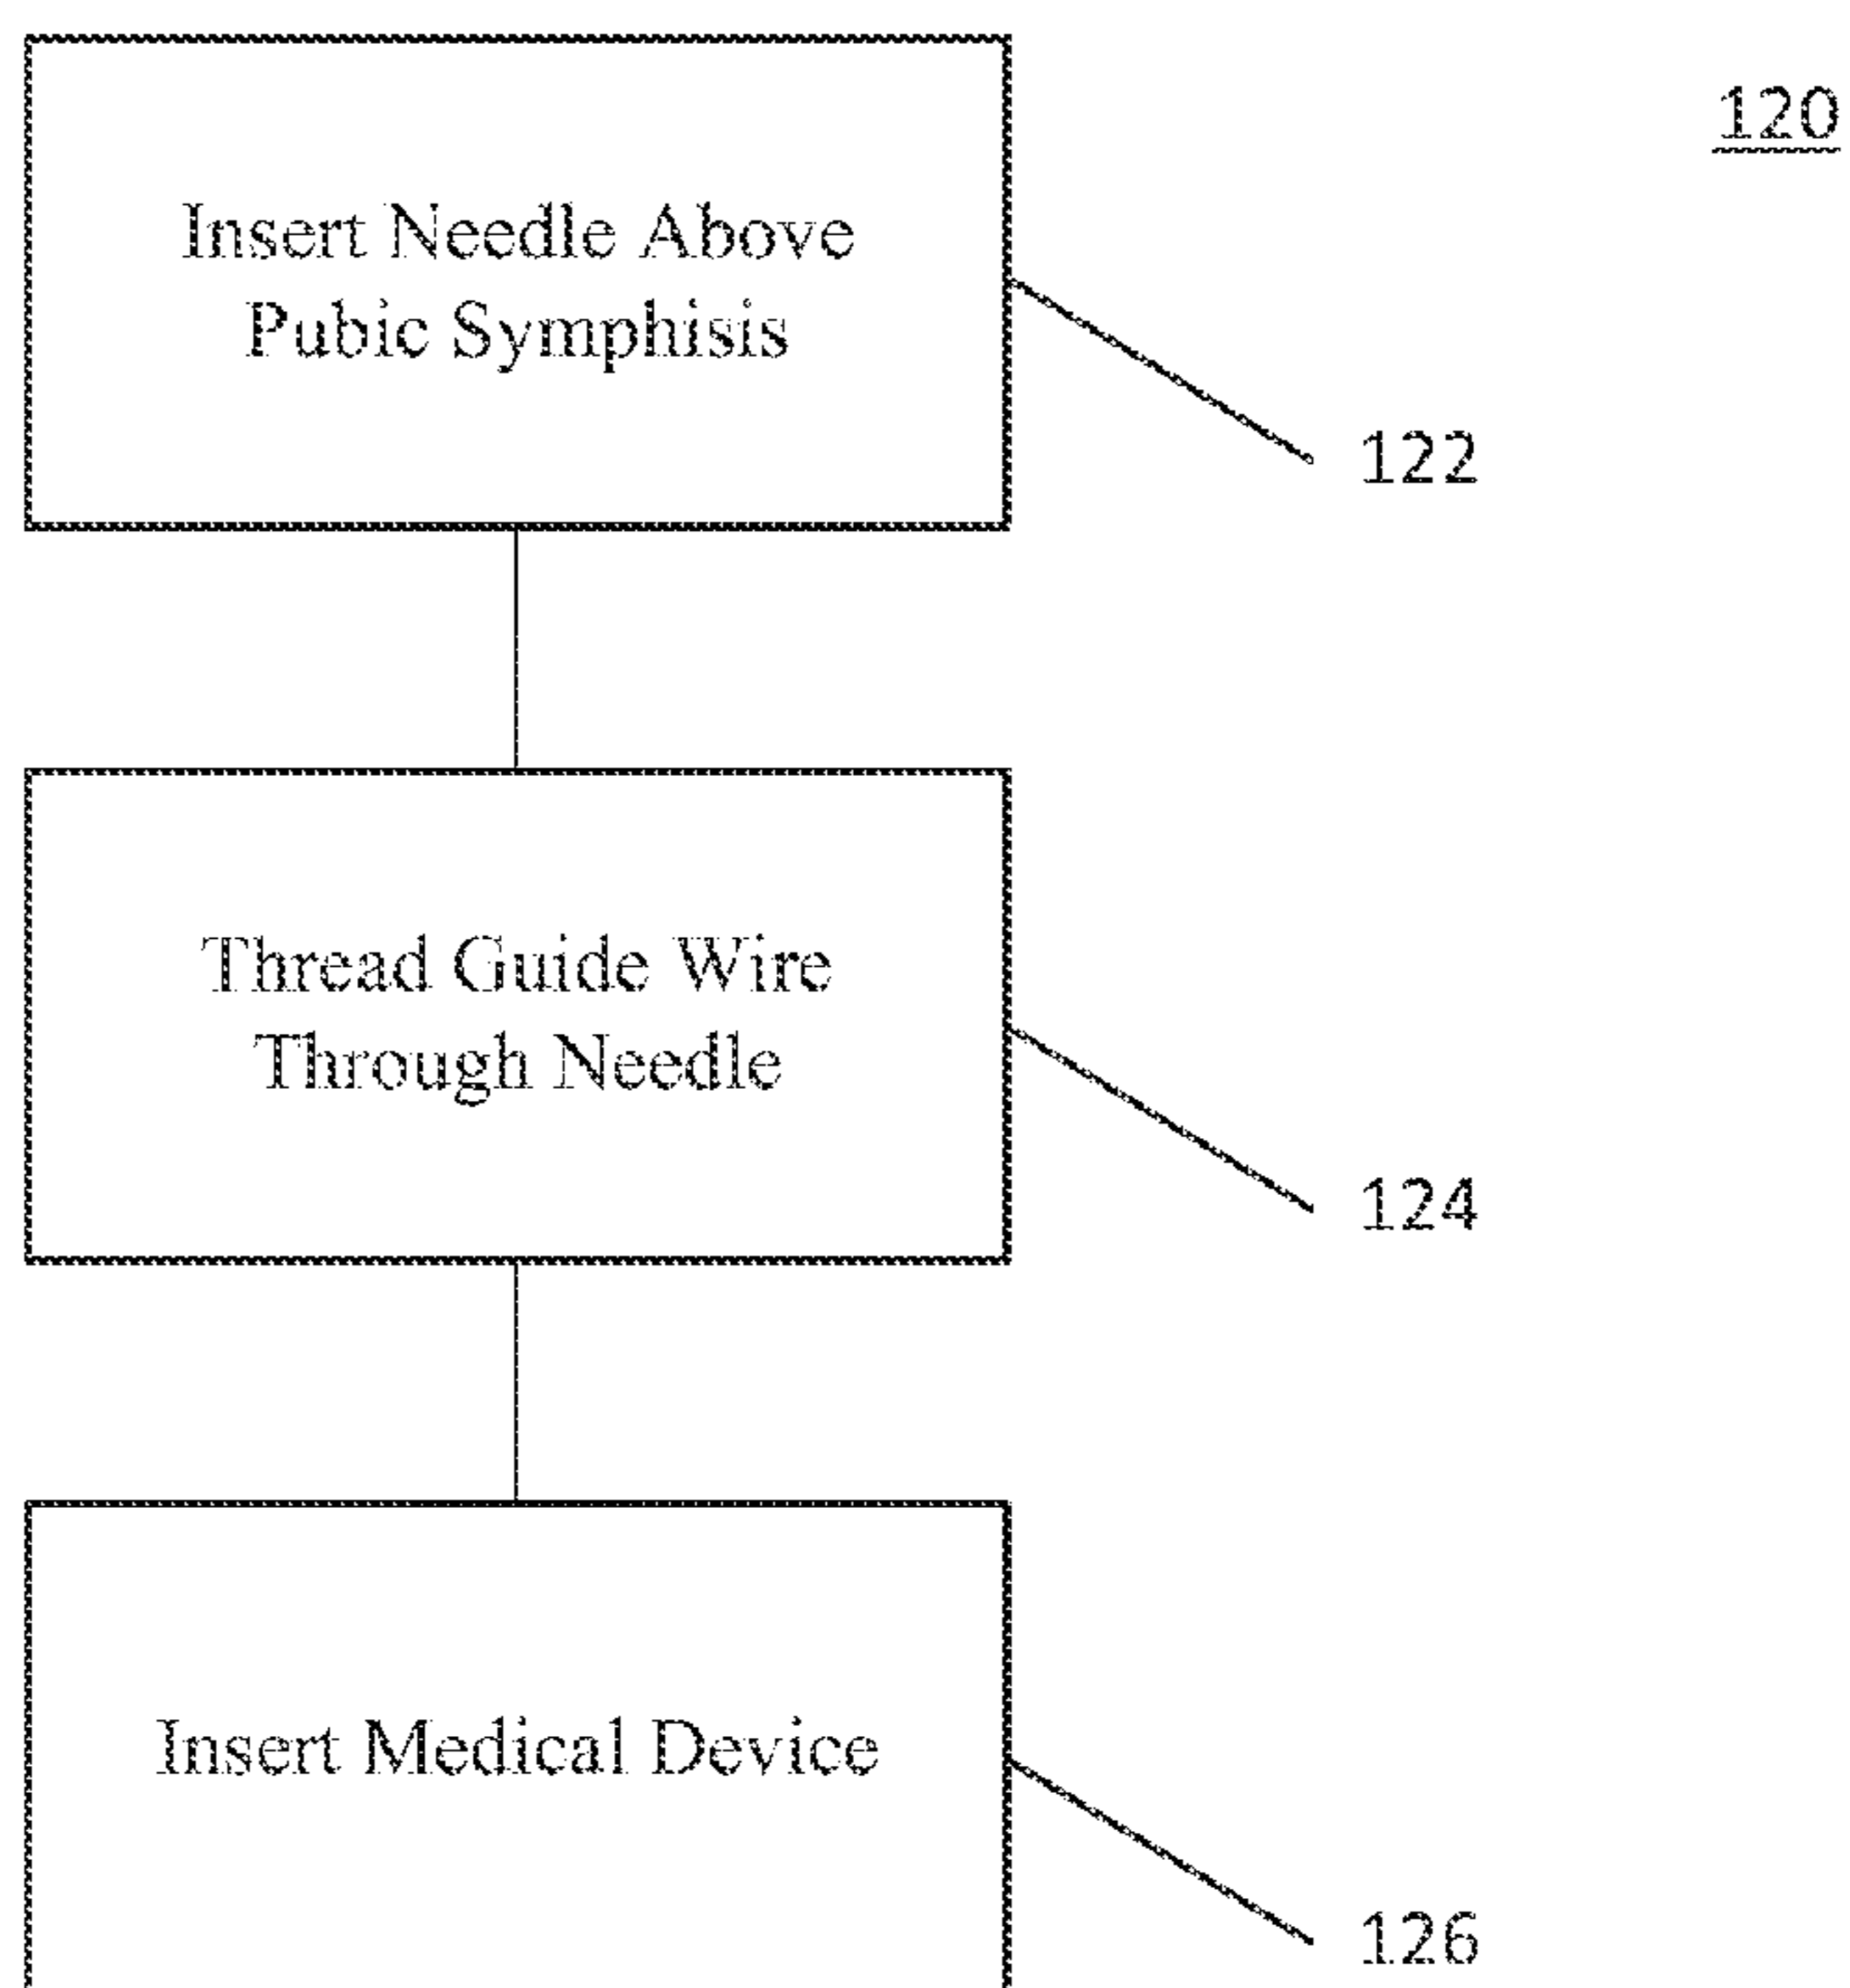 120
Insert Needle Above
Pubic Symphisis
122
Thread Guide Wire
Through Needle
124
Insert Medical Device
126